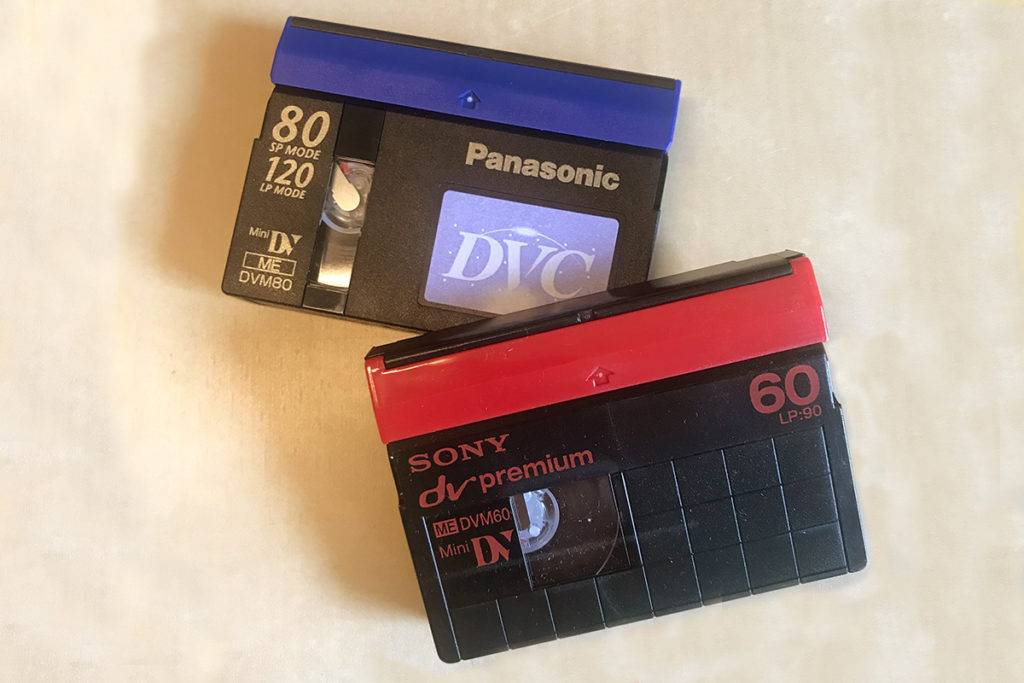 80
SP MODE
120
LP MODE
Mini DV
ME
DVM80
Panasonic
DVC
60
LP:90
SONY
dv premium
ME DVM60
Mini DV